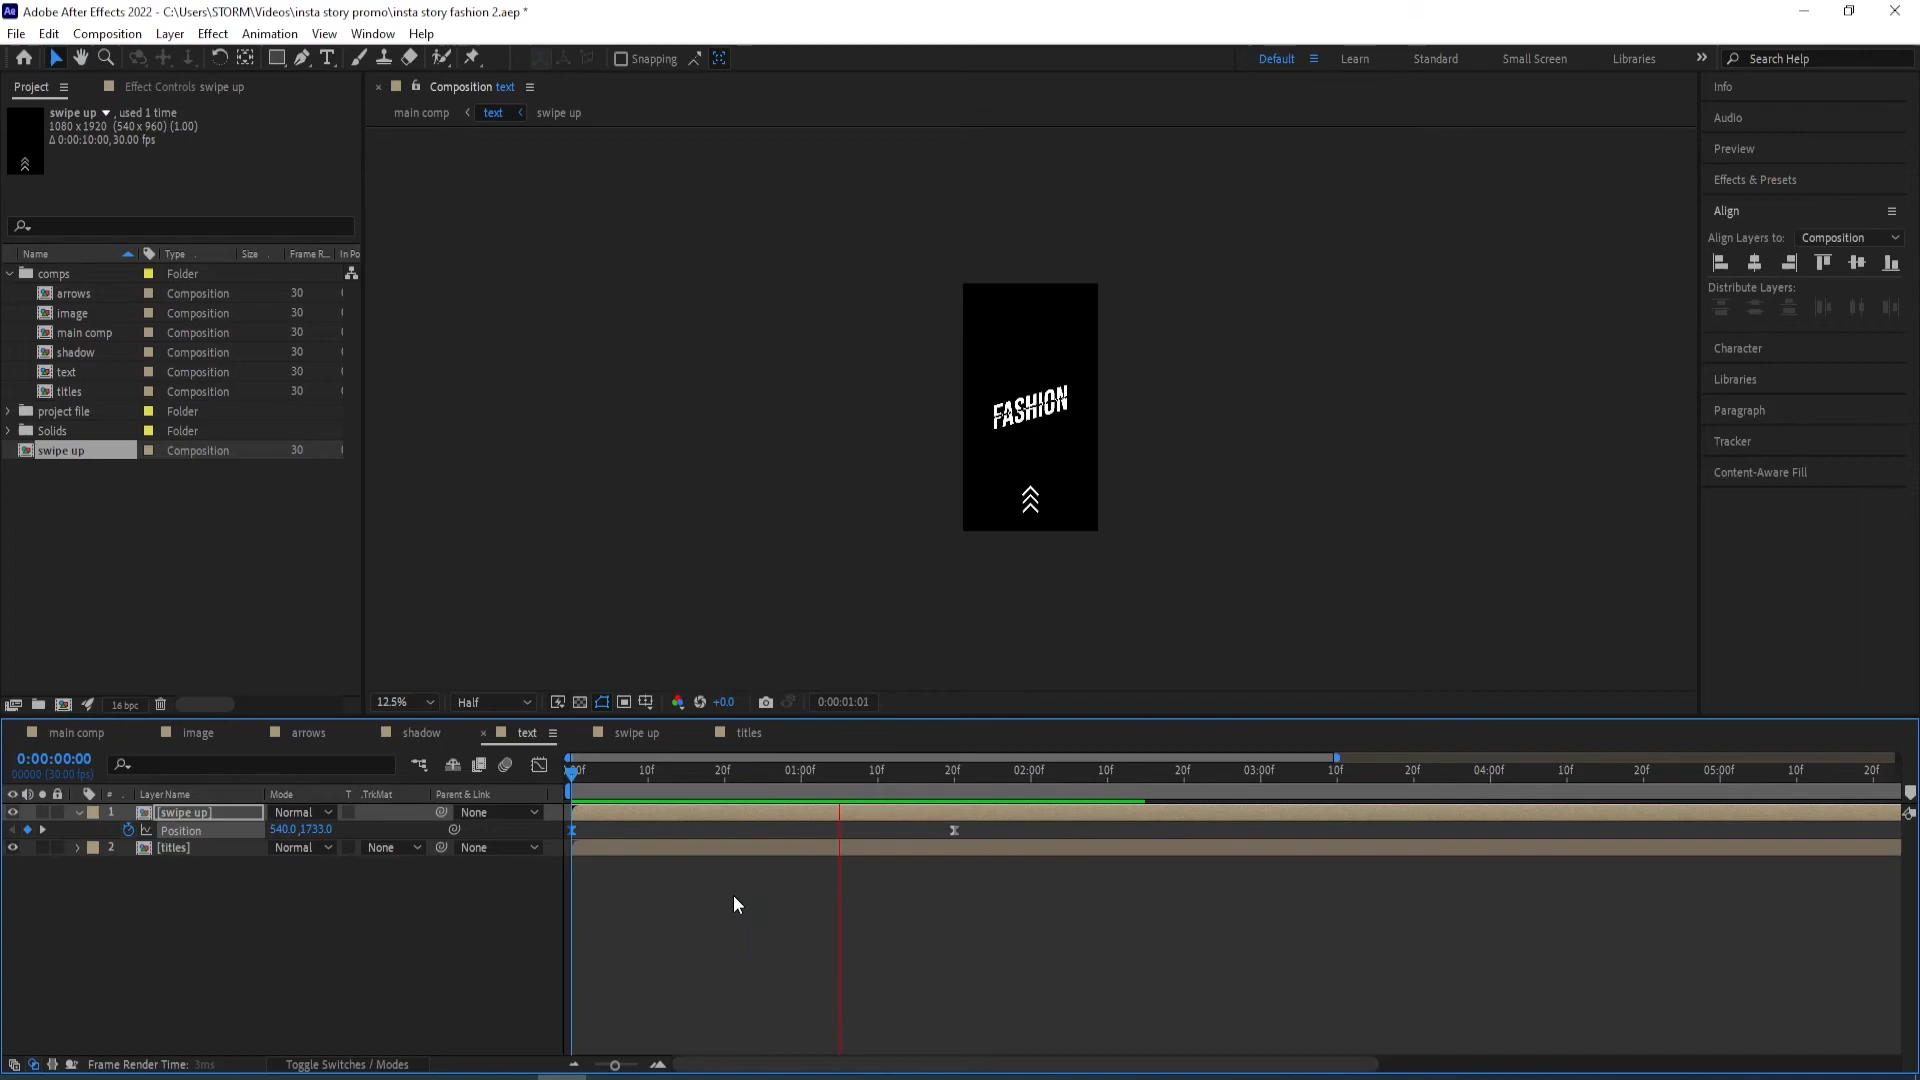 Adobe After Effects 2022 - C:\Users\STORM\Videos\insta story promo\insta story fashion 2.aep *
File Edit Composition Layer Effect Animation View Window Help
Snapping
Default Learn Standard Small Screen Libraries Search Help
Project Effect Controls swipe up
Composition text
main comp text swipe up
swipe up , used 1 time
1080 x 1920 (540 x 960) (1.00)
Δ 0:00:10:00, 30.00 fps
Name Type Size Frame R... In Po
comps Folder
arrows Composition 30
image Composition 30
main comp Composition 30
shadow Composition 30
text Composition 30
titles Composition 30
project file Folder
Solids Folder
swipe up Composition 30
FASHION
Info
Audio
Preview
Effects & Presets
Align
Align Layers to: Composition
Distribute Layers:
Character
Libraries
Paragraph
Tracker
Content-Aware Fill
16 bpc
12.5% Half +0.0 0:00:01:01
main comp image arrows shadow text swipe up titles
0:00:00:00
00000 (30.00 fps)
10f 20f 01:00f 10f 20f 02:00f 10f 20f 03:00f 10f 20f 04:00f 10f 20f 05:00f 10f 20f
# Layer Name Mode T .TrkMat Parent & Link
1 [swipe up] Normal None
Position 540.0,1733.0
2 [titles] Normal None None
Frame Render Time: 3ms Toggle Switches / Modes